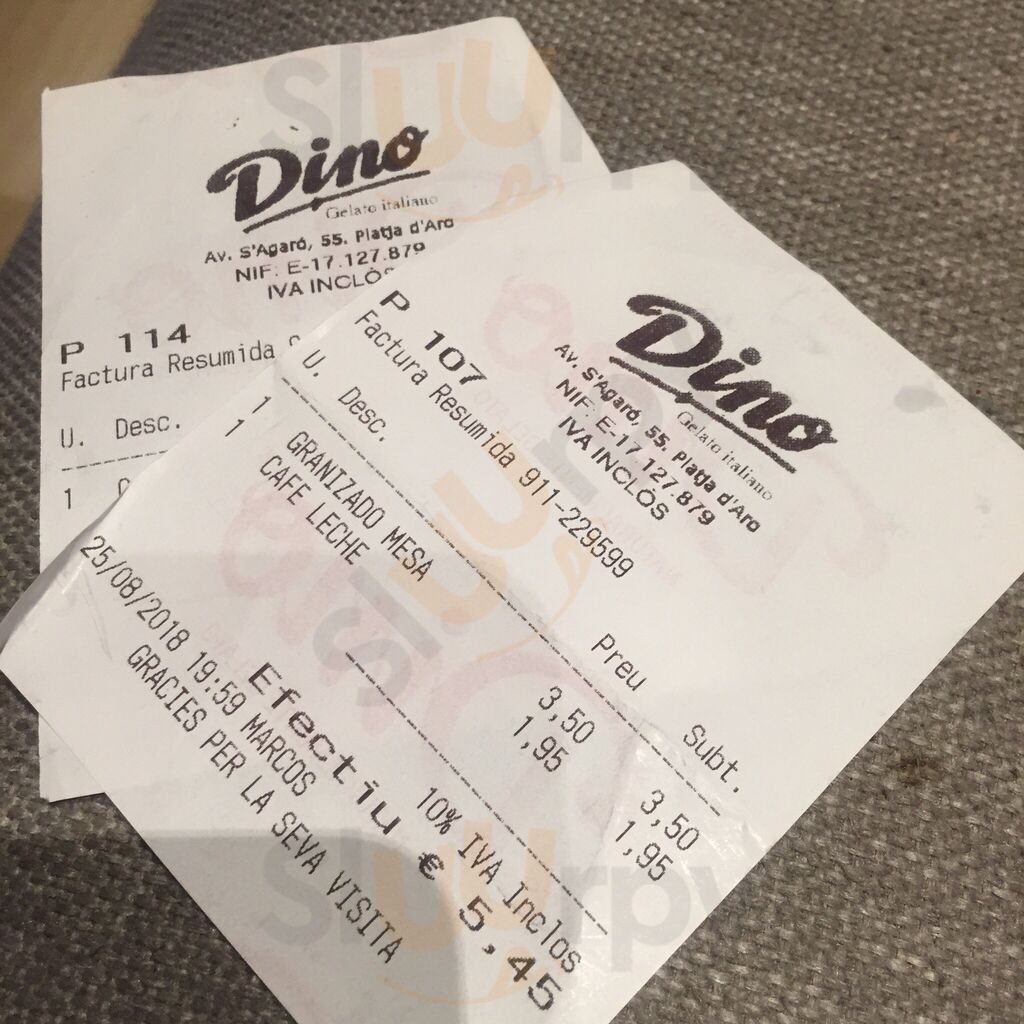 Dino
Gelato italiano
Av. S'Agaró, 55. Platja d'Aro
NIF: E-17.127.879
IVA INCLÒS
P 114
Factura Resumida
U. Desc.
1
Dino
Gelato italiano
Av. S'Agaró, 55. Platja d'Aro
NIF: E-17.127.879
IVA INCLÒS
P 107
Factura Resumida 911-229599
U. Desc. Preu Subt.
1 GRANIZADO MESA 3,50 3,50
1 CAFE LECHE 1,95 1,95
10% IVA Inclos
Efectiu € 5,45
25/08/2018 19:59 MARCOS
GRACIES PER LA SEVA VISITA
sluurpy
sluurpy
sluurpy